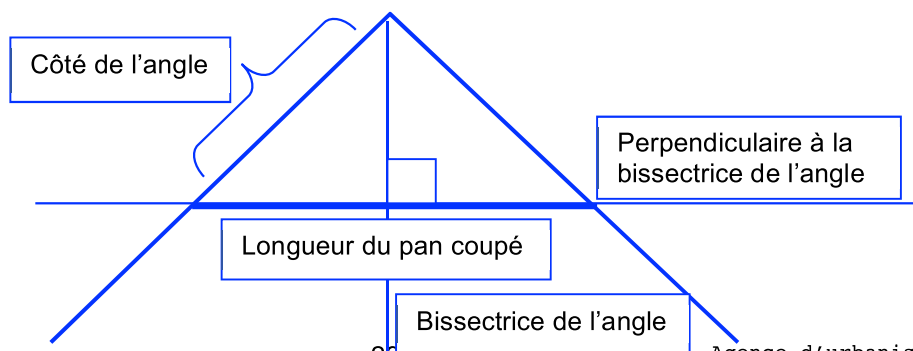 Côté de l'angle
Perpendiculaire à la
bissectrice de l'angle
Longueur du pan coupé
Bissectrice de l'angle